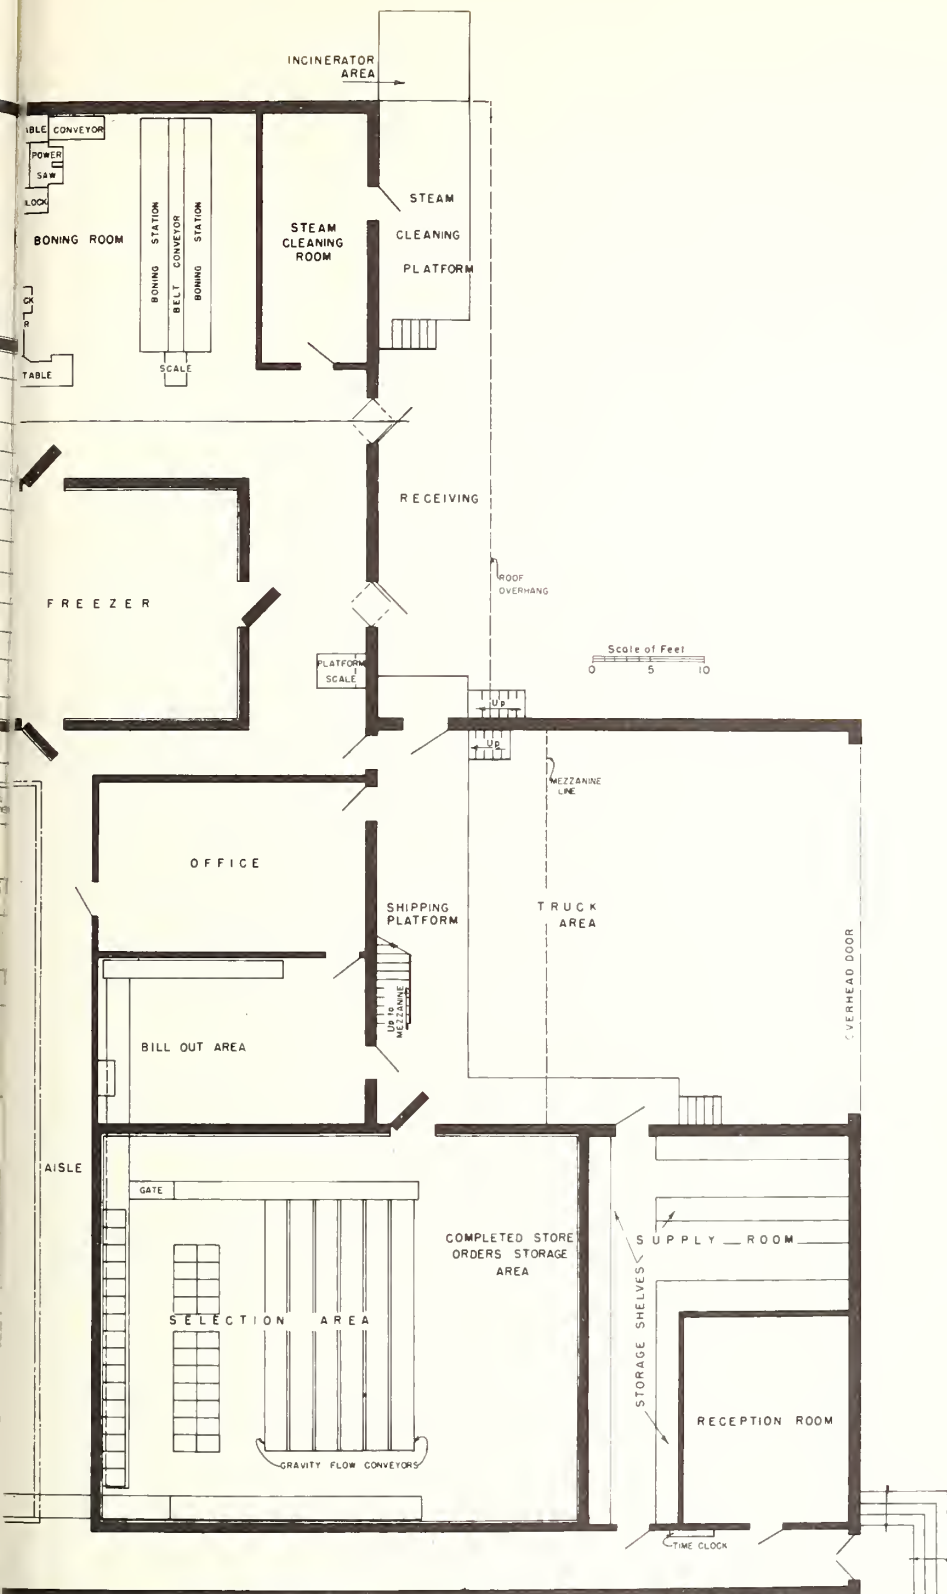 INCINERATOR
AREA
CONVEYOR
POWER
SAW
BONING ROOM
BONING STATION
BELT CONVEYOR
BONING STATION
SCALE
TABLE
STEAM
CLEANING
ROOM
STEAM
CLEANING
PLATFORM
RECEIVING
ROOF
OVERHANG
FREEZER
PLATFORM
SCALE
Scale of Feet
0 5 10
Up
Up
MEZZANINE
LINE
OFFICE
SHIPPING
PLATFORM
TRUCK
AREA
OVERHEAD DOOR
Up to
MEZZANINE
BILL OUT AREA
AISLE
GATE
COMPLETED STORE
ORDERS STORAGE
AREA
SUPPLY ROOM
STORAGE SHELVES
SELECTION AREA
RECEPTION ROOM
GRAVITY FLOW CONVEYORS
TIME CLOCK